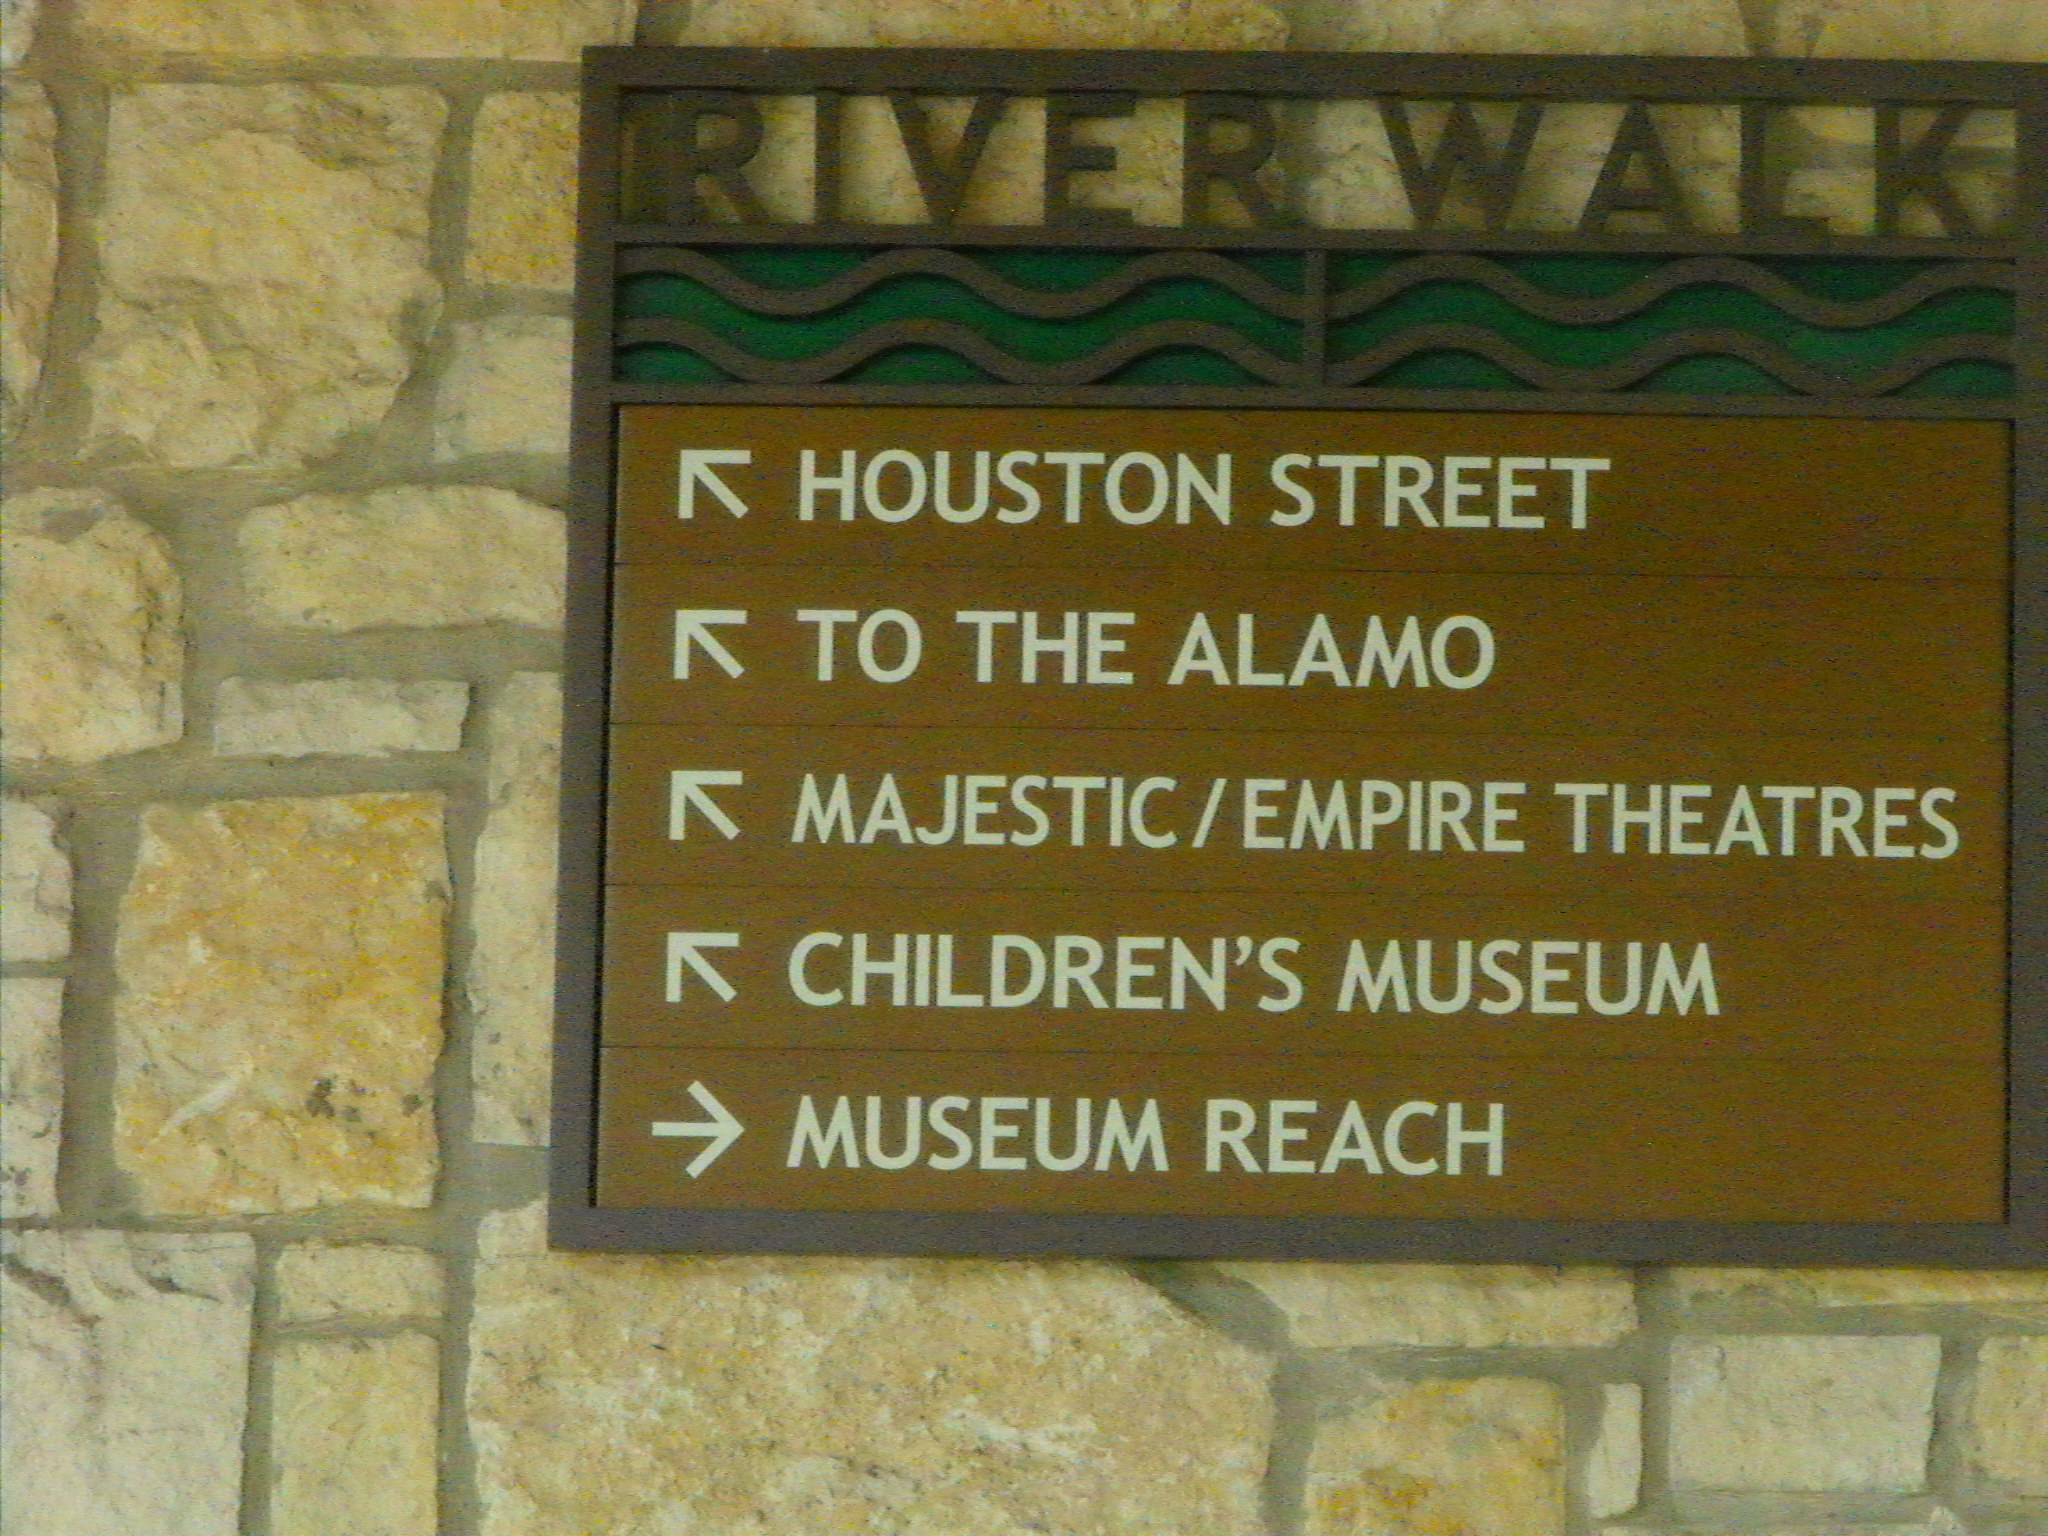 RIVER WALK
HOUSTON STREET
TO THE ALAMO
MAJESTIC / EMPIRE THEATRES
CHILDREN'S MUSEUM
MUSEUM REACH